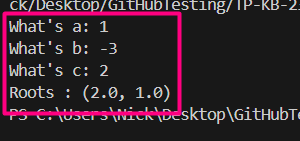 ck/Desktop/GitHubTesting/TP-KB-2
What's a: 1
What's b: -3
What's c: 2
Roots : (2.0, 1.0)
PS C:\Users\Nick\Desktop\GitHubTe